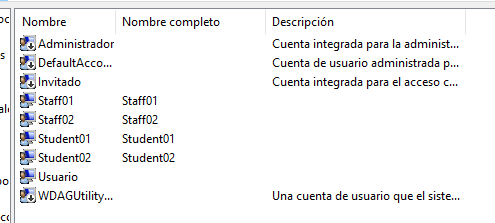 Nombre Nombre completo Descripción
Administrador Cuenta integrada para la administ...
DefaultAcco... Cuenta de usuario administrada p...
Invitado Cuenta integrada para el acceso c...
Staff01 Staff01
Staff02 Staff02
Student01 Student01
Student02 Student02
Usuario
WDAGUtility... Una cuenta de usuario que el siste...